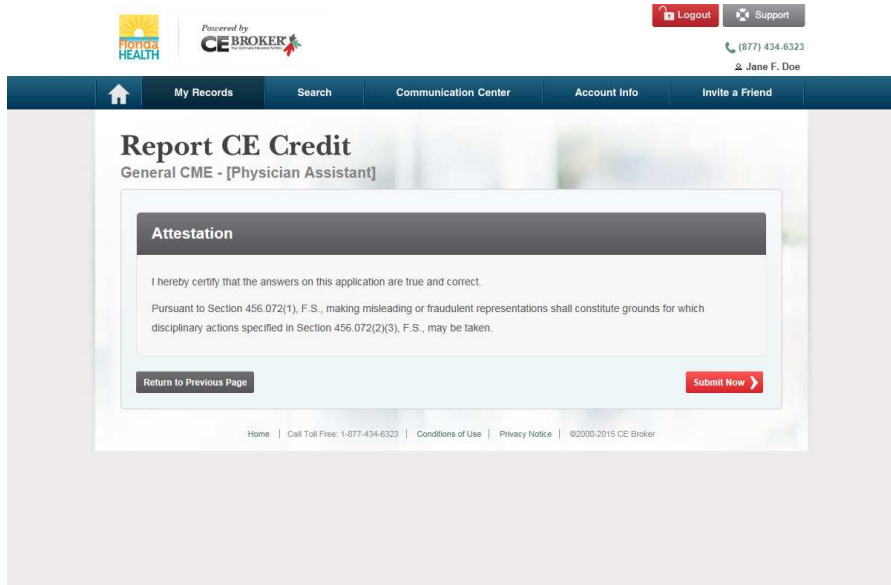 Florida
HEALTH
Powered by
CE BROKER
Logout
Support
(877) 434-6323
Jane F. Doe
My Records
Search
Communication Center
Account Info
Invite a Friend
Report CE Credit
General CME - [Physician Assistant]
Attestation
I hereby certify that the answers on this application are true and correct.
Pursuant to Section 456.072(1), F.S., making misleading or fraudulent representations shall constitute grounds for which
disciplinary actions specified in Section 456.072(2)(3), F.S., may be taken.
Return to Previous Page
Submit Now
Home | Call Toll Free: 1-877-434-6323 | Conditions of Use | Privacy Notice | ©2000-2015 CE Broker